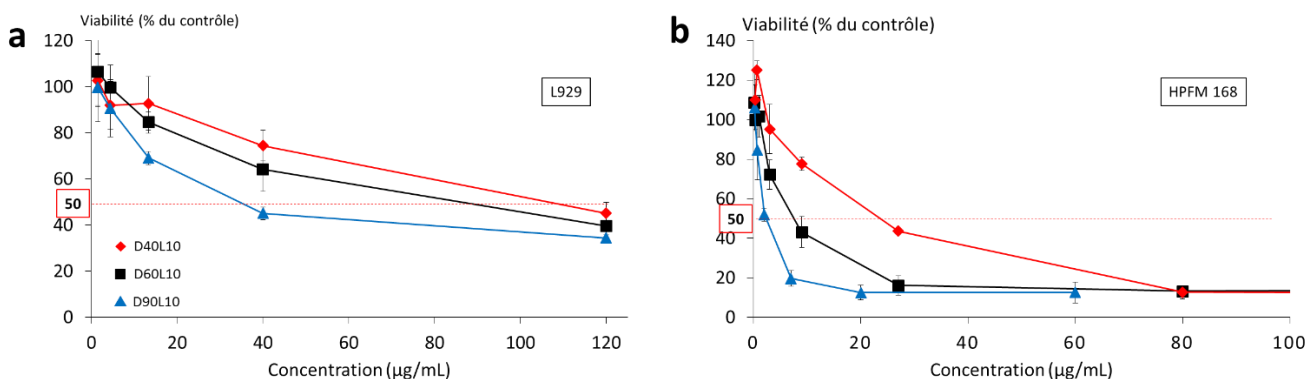 a
Viabilité (% du contrôle)
120
100
80
60
50
40
20
0
L929
D40L10
D60L10
D90L10
0 20 40 60 80 100 120
Concentration (µg/mL)
b
Viabilité (% du contrôle)
140
120
100
80
60
50
40
20
0
HPFM 168
0 20 40 60 80 100
Concentration (µg/mL)